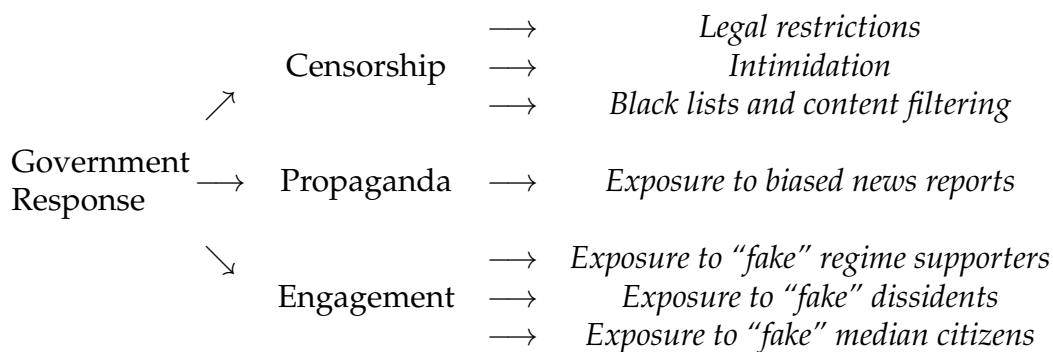 Government
Response
Censorship
Legal restrictions
Intimidation
Black lists and content filtering
Propaganda
Exposure to biased news reports
Engagement
Exposure to “fake” regime supporters
Exposure to “fake” dissidents
Exposure to “fake” median citizens